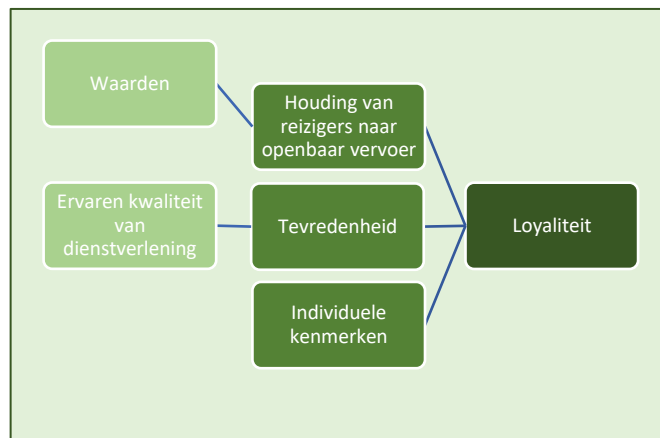 Waarden
Houding van
reizigers naar
openbaar vervoer
Ervaren kwaliteit
van
dienstverlening
Tevredenheid
Loyaliteit
Individuele
kenmerken